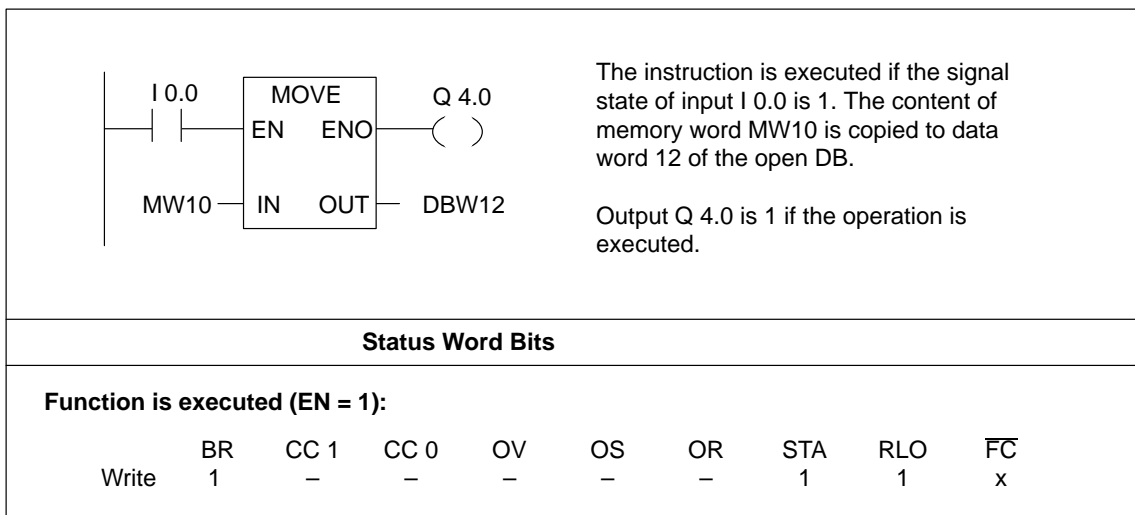 I 0.0 MOVE Q 4.0
EN ENO
MW10 IN OUT DBW12
The instruction is executed if the signal
state of input I 0.0 is 1. The content of
memory word MW10 is copied to data
word 12 of the open DB.
Output Q 4.0 is 1 if the operation is
executed.
Status Word Bits
Function is executed (EN = 1):
BR CC 1 CC 0 OV OS OR STA RLO F̅C̅
Write 1 – – – – – 1 1 x